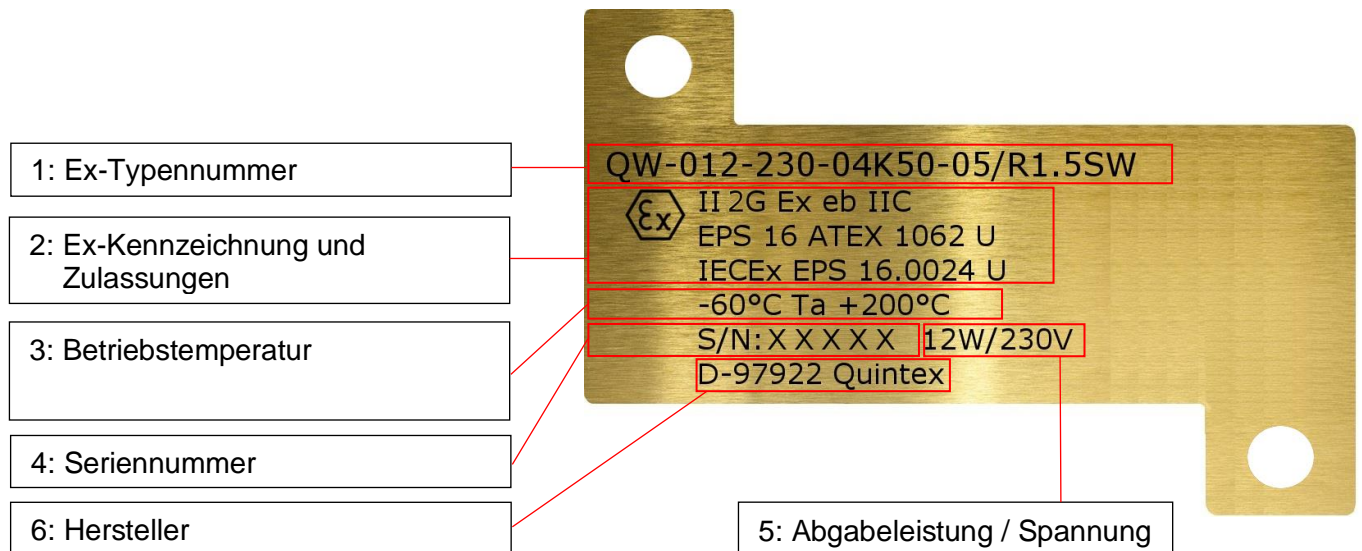 QW-012-230-04K50-05/R1.5SW
1: Ex-Typennummer
Ex II 2G Ex eb IIC
EPS 16 ATEX 1062 U
2: Ex-Kennzeichnung und
Zulassungen
IECEx EPS 16.0024 U
-60°C Ta +200°C
3: Betriebstemperatur
S/N: X X X X X 12W/230V
D-97922 Quintex
4: Seriennummer
6: Hersteller
5: Abgabeleistung / Spannung